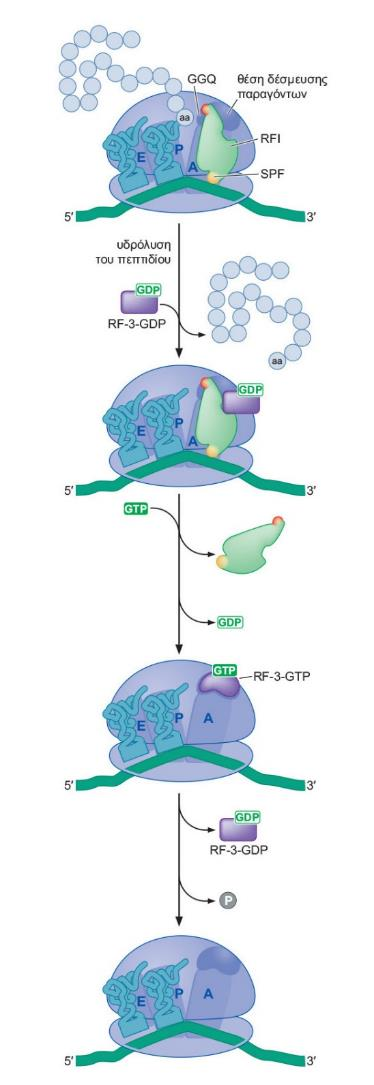 GGQ
θέση δέσμευσης
παραγόντων
aa
RFI
E
P
A
SPF
5′
3′
υδρόλυση
του πεπτιδίου
GDP
RF-3-GDP
aa
GDP
E
P
A
5′
3′
GTP
GDP
GTP
RF-3-GTP
E
P
A
5′
3′
GDP
RF-3-GDP
P
E
P
A
5′
3′